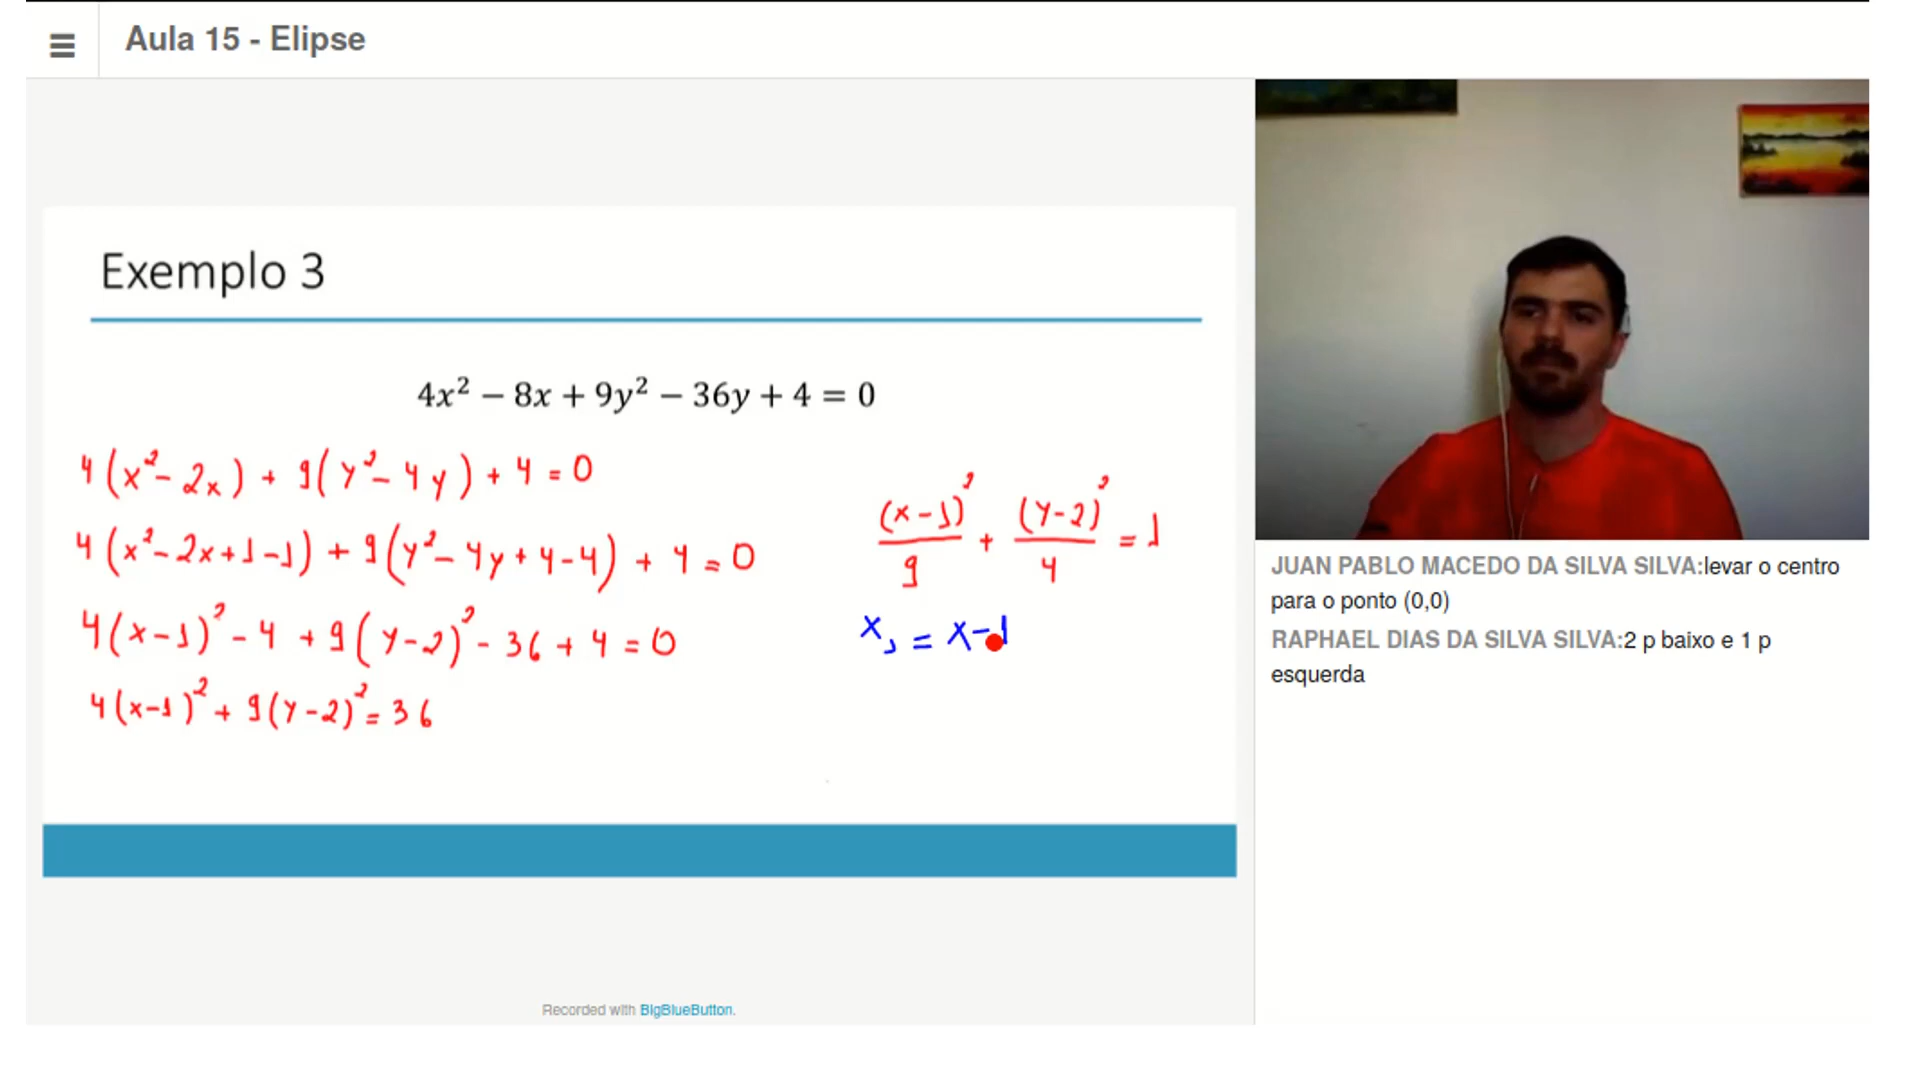 Aula 15 - Elipse
Exemplo 3
4x² − 8x + 9y² − 36y + 4 = 0
4(x² - 2x) + 9(y² - 4y) + 4 = 0
4(x² - 2x + 1 - 1) + 9(y² - 4y + 4 - 4) + 4 = 0
4(x - 1)² - 4 + 9(y - 2)² - 36 + 4 = 0
4(x - 1)² + 9(y - 2)² = 36
(x - 1)²/9 + (y - 2)²/4 = 1
x₁ = x - 1
JUAN PABLO MACEDO DA SILVA SILVA:levar o centro
para o ponto (0,0)
RAPHAEL DIAS DA SILVA SILVA:2 p baixo e 1 p
esquerda
Recorded with BigBlueButton.